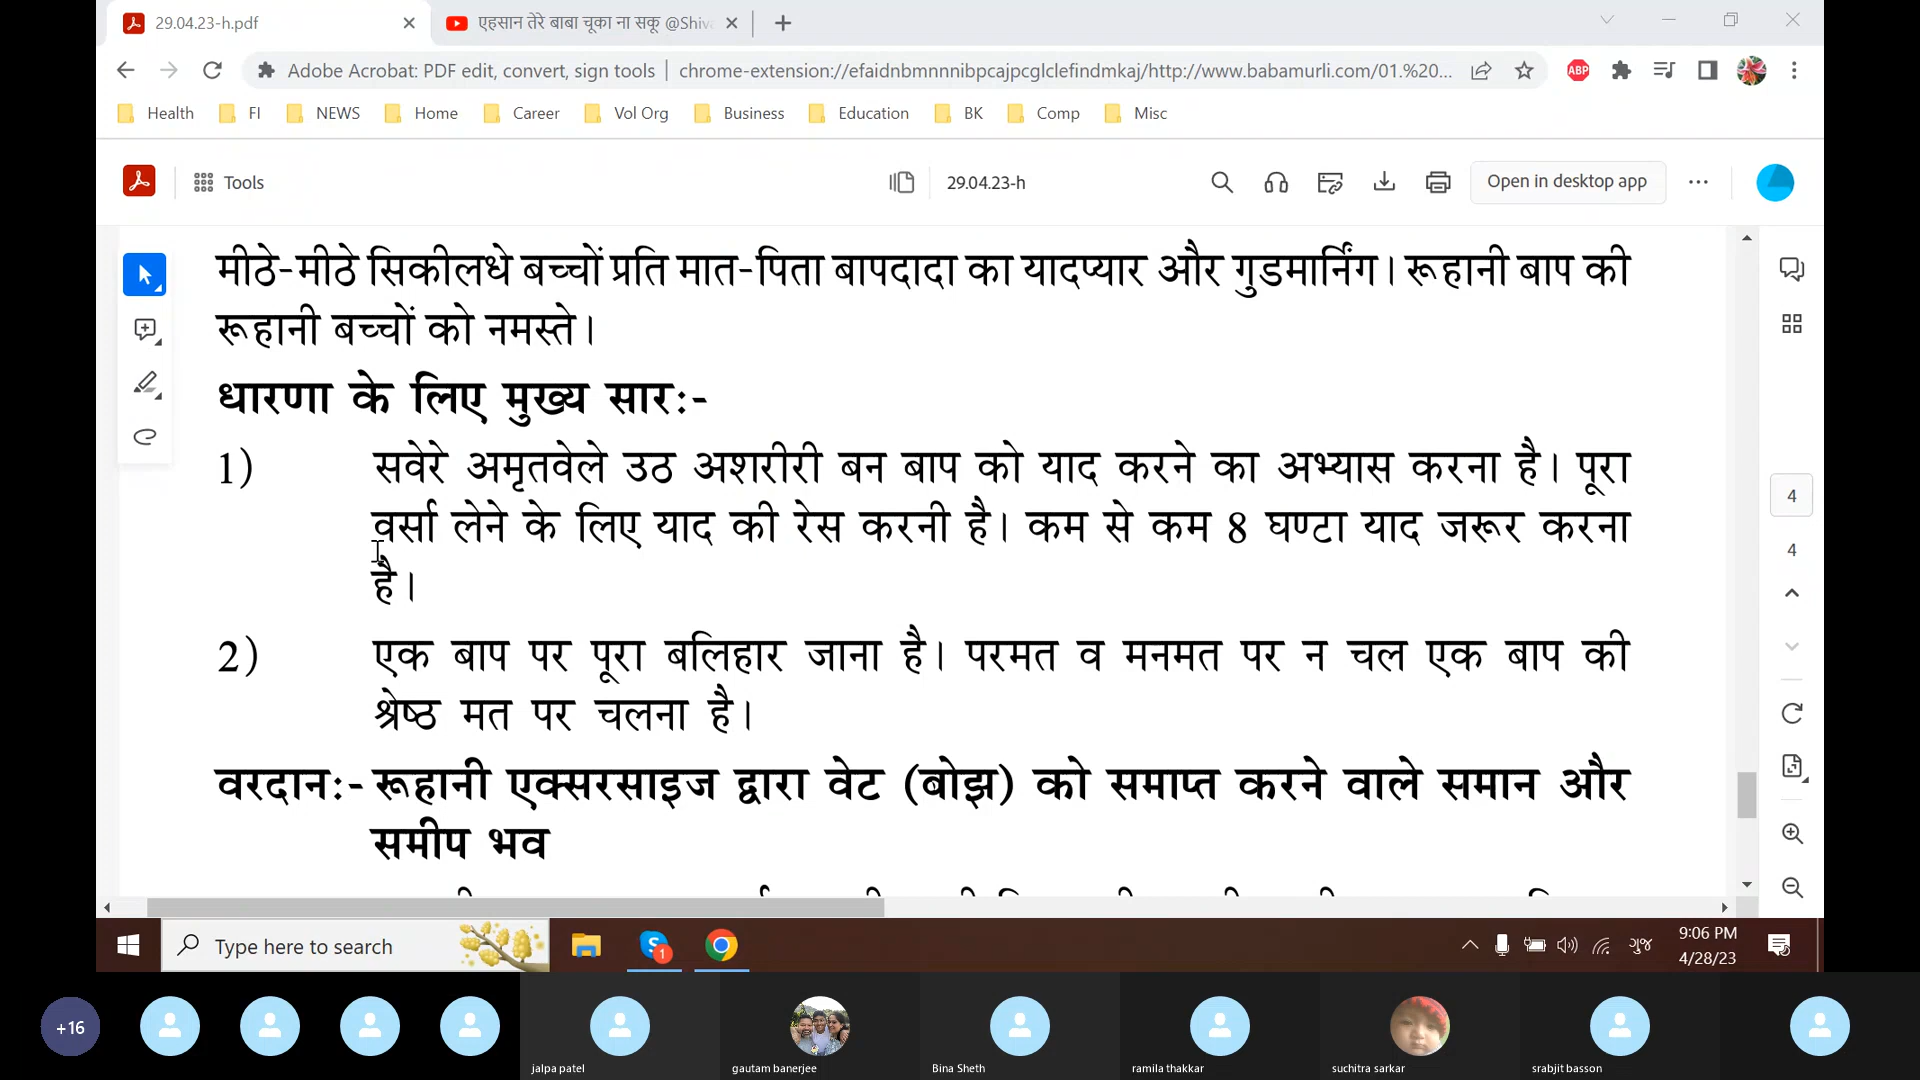 29.04.23-h.pdf
एहसान तेरे बाबा चूका ना सकू @Shiv
Adobe Acrobat: PDF edit, convert, sign tools
chrome-extension://efaidnbmnnnibpcajpcglclefindmkaj/http://www.babamurli.com/01.%20...
ABP
Health
FI
NEWS
Home
Career
Vol Org
Business
Education
BK
Comp
Misc
Tools
29.04.23-h
Open in desktop app
मीठे-मीठे सिकीलधे बच्चों प्रति मात-पिता बापदादा का यादप्यार और गुडमार्निंग। रूहानी बाप की
रूहानी बच्चों को नमस्ते।
धारणा के लिए मुख्य सार:-
1) सवेरे अमृतवेले उठ अशरीरी बन बाप को याद करने का अभ्यास करना है। पूरा
वर्सा लेने के लिए याद की रेस करनी है। कम से कम 8 घण्टा याद जरूर करना
है।
2) एक बाप पर पूरा बलिहार जाना है। परमत व मनमत पर न चल एक बाप की
श्रेष्ठ मत पर चलना है।
वरदान:- रूहानी एक्सरसाइज द्वारा वेट (बोझ) को समाप्त करने वाले समान और
समीप भव
4
4
Type here to search
1
ગુજ
9:06 PM
4/28/23
+16
jalpa patel
gautam banerjee
Bina Sheth
ramila thakkar
suchitra sarkar
srabjit basson